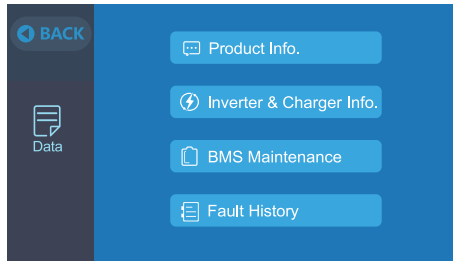 BACK
Data
Product Info.
Inverter & Charger Info.
BMS Maintenance
Fault History